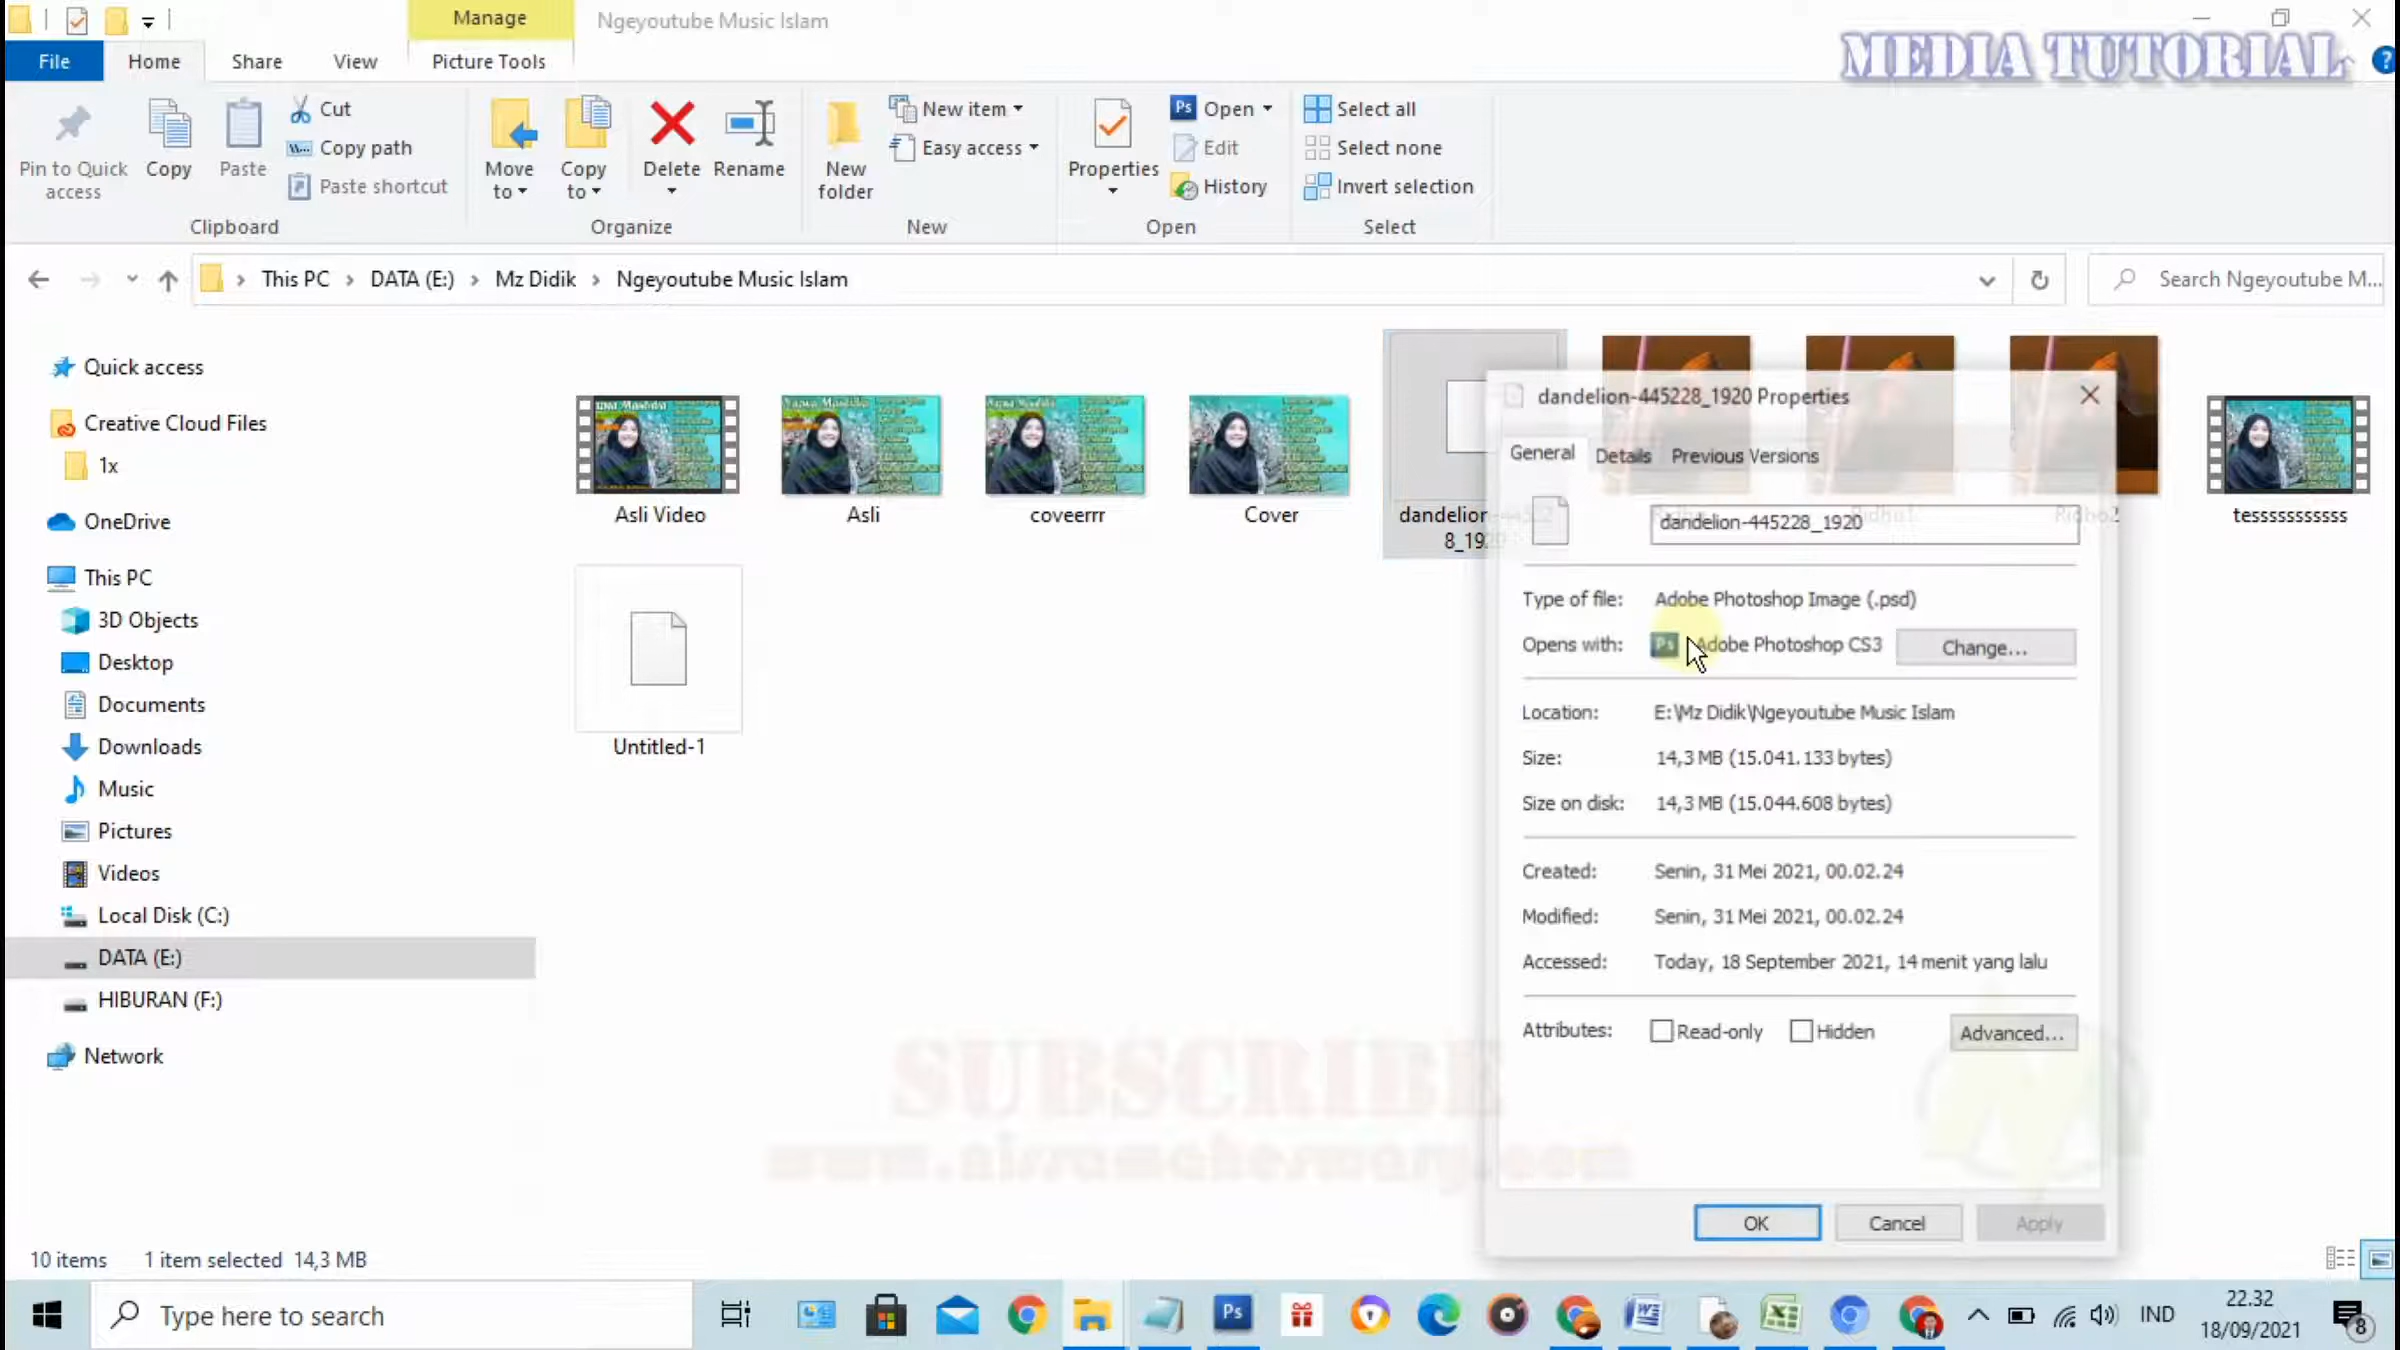 Manage
Ngeyoutube Music Islam
MEDIA TUTORIAL
File
Home
Share
View
Picture Tools
Pin to Quick
access
Copy
Paste
Cut
Copy path
Paste shortcut
Clipboard
Move
to
Copy
to
Delete
Rename
Organize
New
folder
New item
Easy access
New
Properties
Open
Edit
History
Open
Select all
Select none
Invert selection
Select
This PC
DATA (E:)
Mz Didik
Ngeyoutube Music Islam
Search Ngeyoutube M...
Quick access
Creative Cloud Files
1x
OneDrive
This PC
3D Objects
Desktop
Documents
Downloads
Music
Pictures
Videos
Local Disk (C:)
DATA (E:)
HIBURAN (F:)
Network
Asli Video
Asli
coveerrr
Cover
Ridho2
tessssssssssss
Untitled-1
dandelion-445228_1920 Properties
General
Details
Previous Versions
dandelion-445228_1920
Type of file:
Adobe Photoshop Image (.psd)
Opens with:
Ps
Adobe Photoshop CS3
Change...
Location:
E:\Mz Didik\Ngeyoutube Music Islam
Size:
14,3 MB (15.041.133 bytes)
Size on disk:
14,3 MB (15.044.608 bytes)
Created:
Senin, 31 Mei 2021, 00.02.24
Modified:
Senin, 31 Mei 2021, 00.02.24
Accessed:
Today, 18 September 2021, 14 menit yang lalu
Attributes:
Read-only
Hidden
Advanced...
OK
Cancel
Apply
SUBSCRIBE
10 items
1 item selected
14,3 MB
Type here to search
Ps
IND
22.32
18/09/2021
8